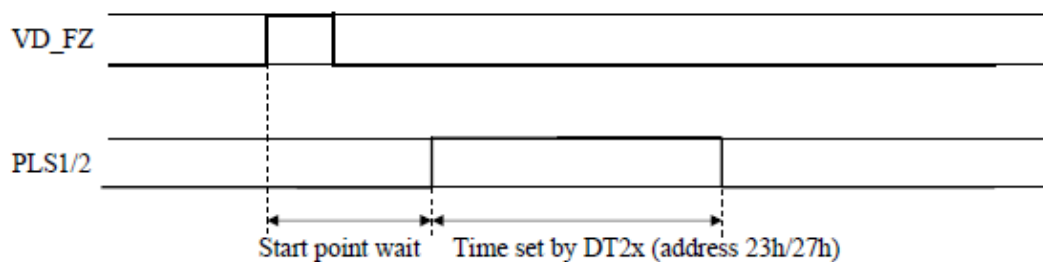 VD_FZ
PLS1/2
Start point wait
Time set by DT2x (address 23h/27h)